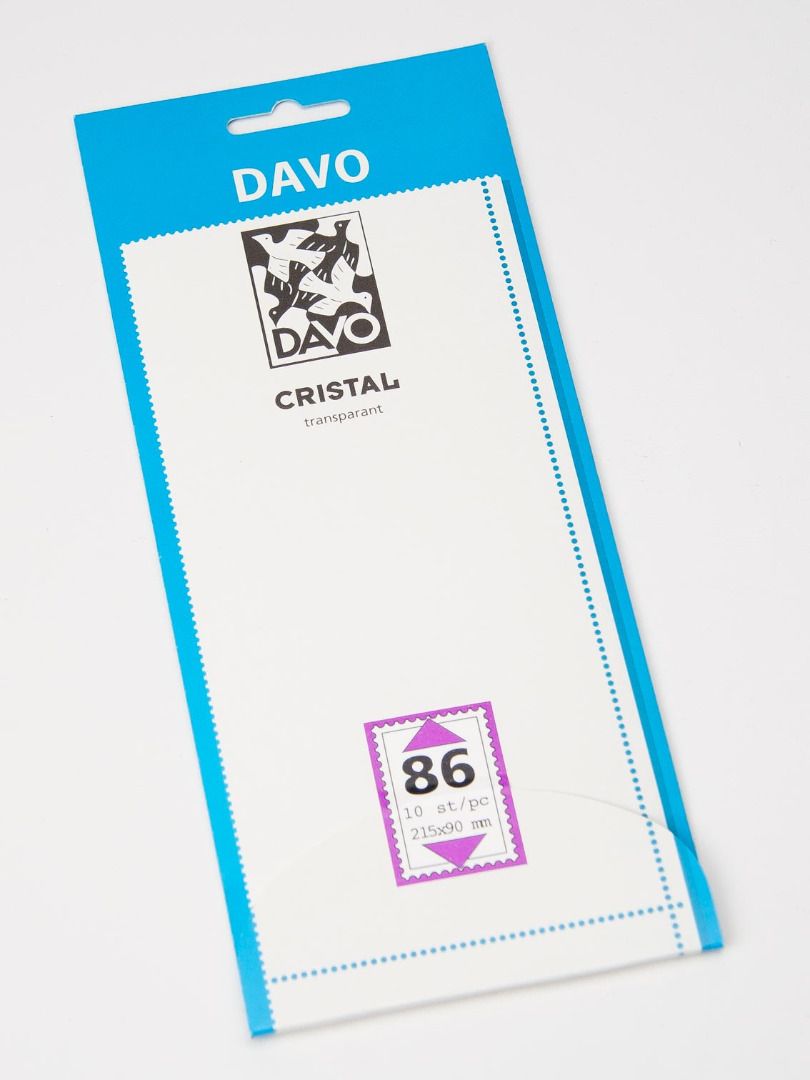 DAVO
DAVO
CRISTAL
transparant
86
10 st/pc
215x90 mm